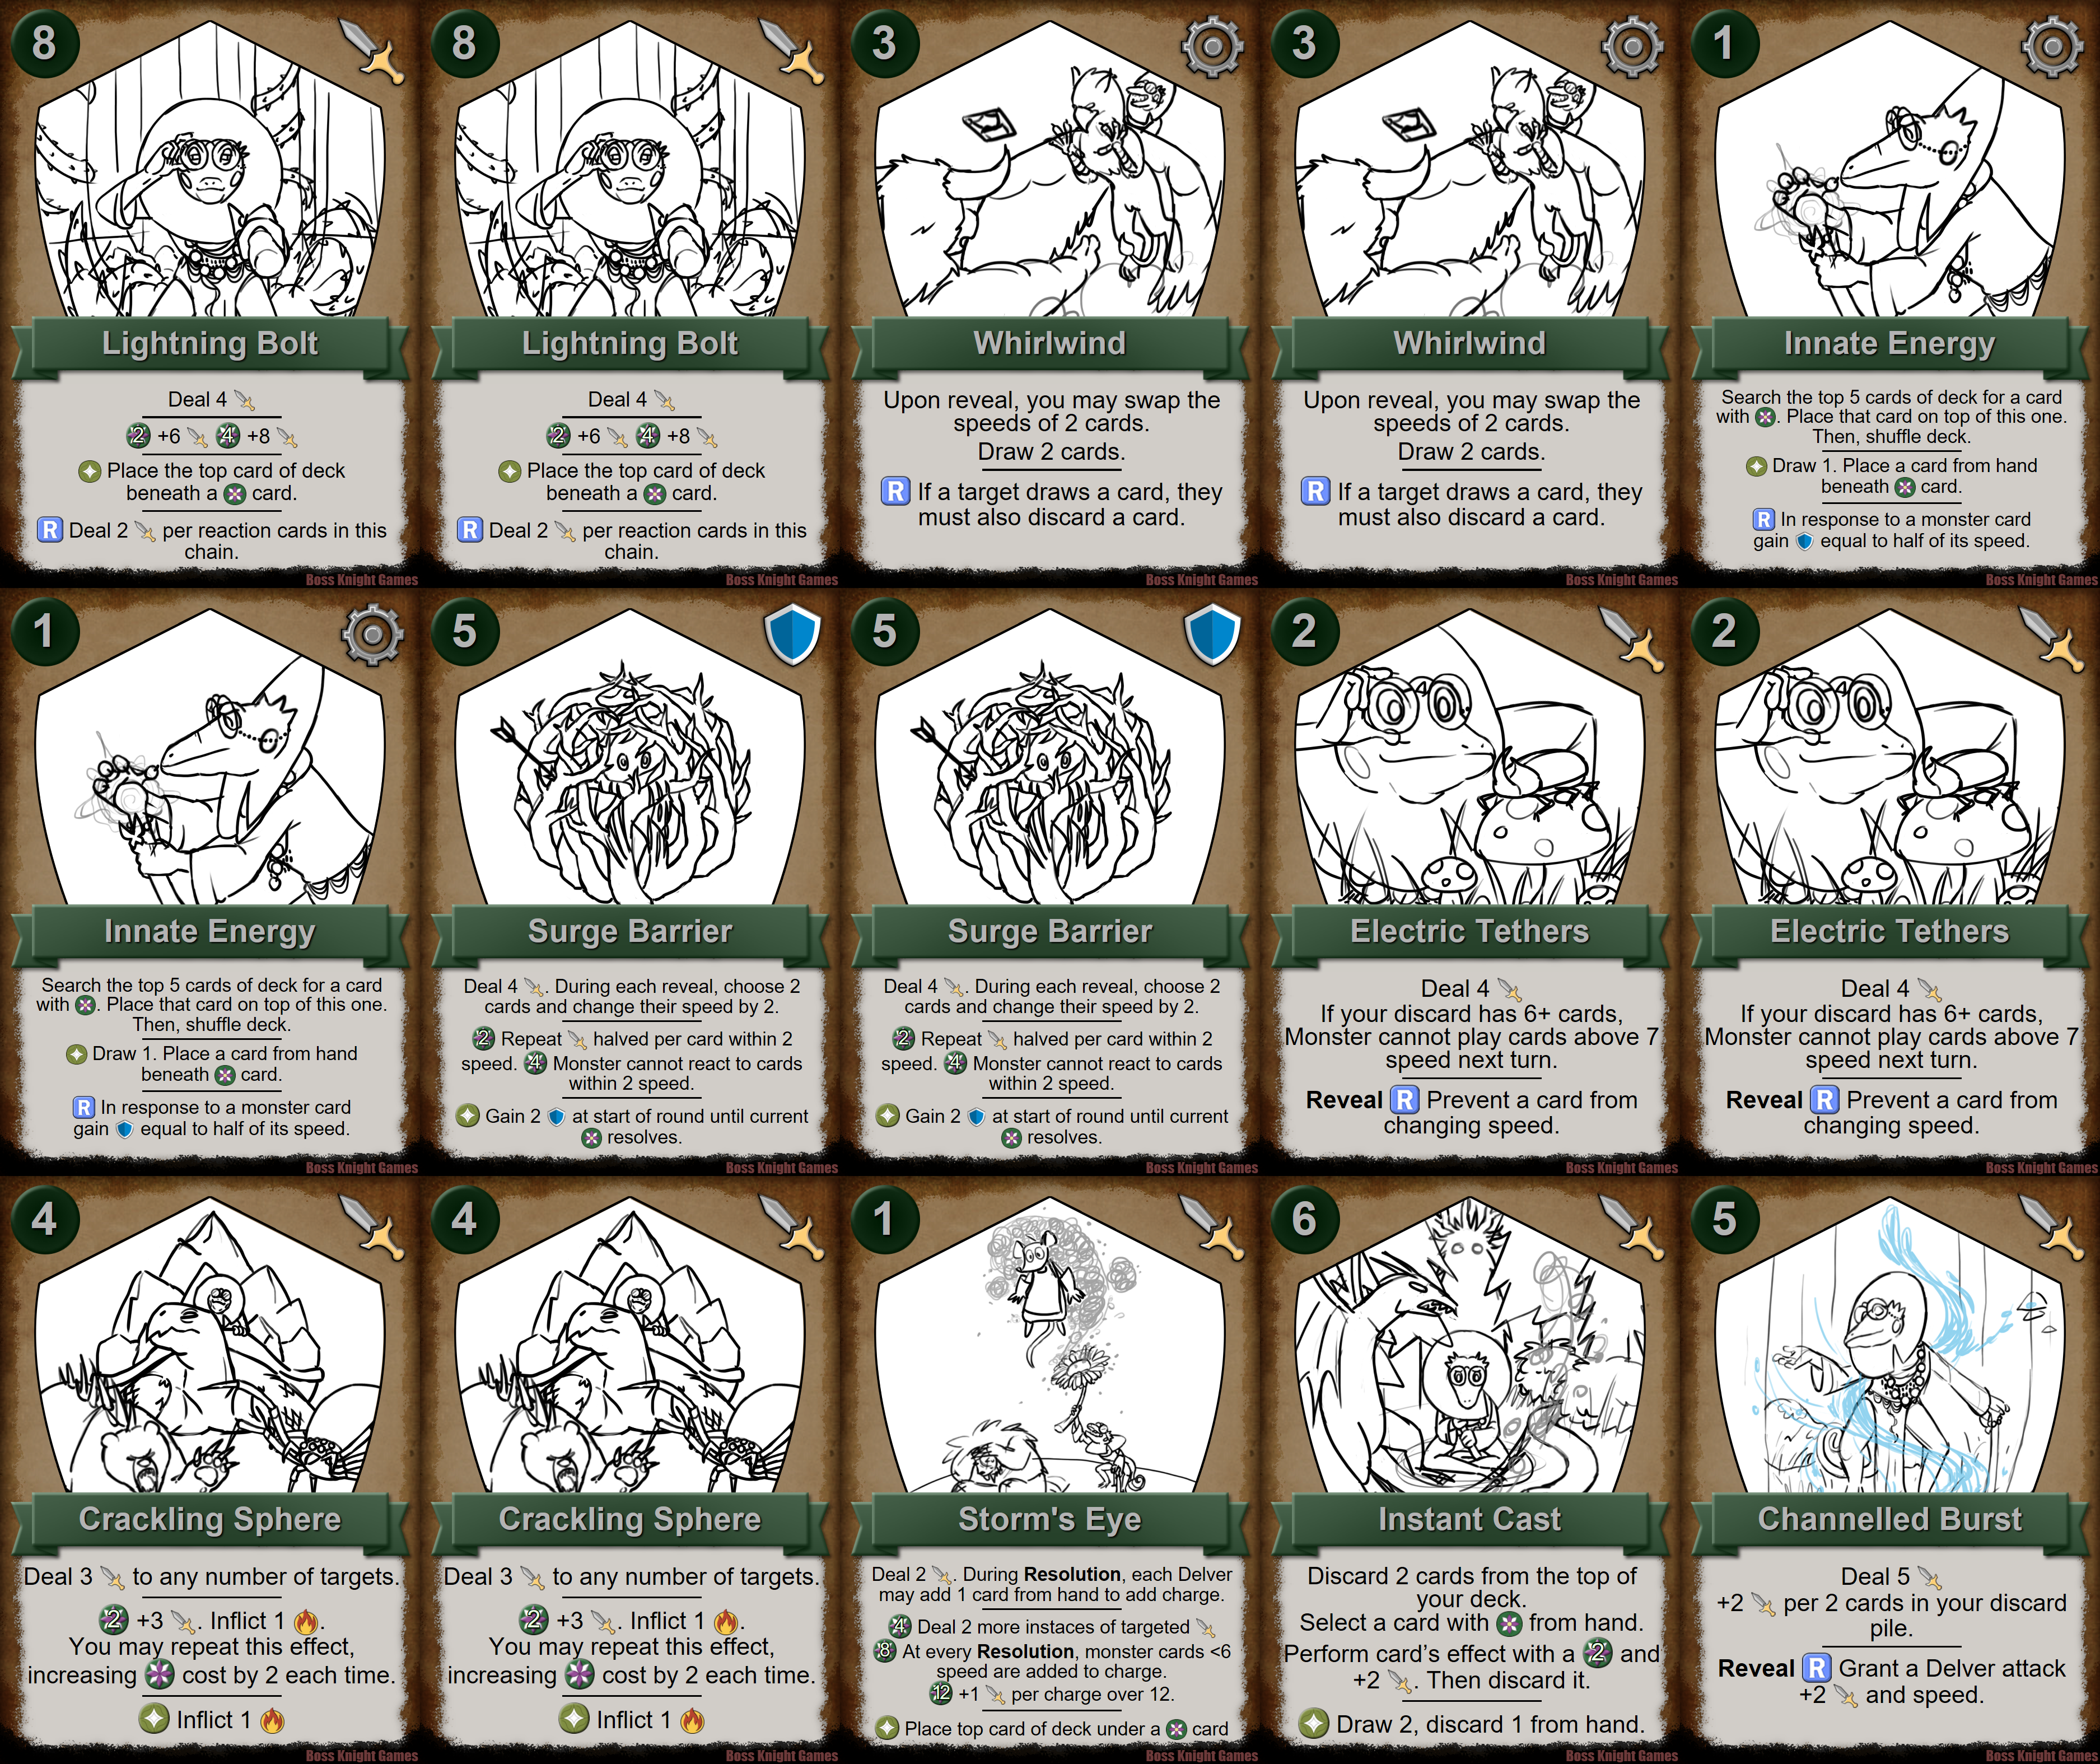 8
Lightning Bolt
Deal 4
2 +6 4 +8
Place the top card of deck
beneath a card.
R Deal 2 per reaction cards in this
chain.
Boss Knight Games
8
Lightning Bolt
Deal 4
2 +6 4 +8
Place the top card of deck
beneath a card.
R Deal 2 per reaction cards in this
chain.
Boss Knight Games
3
Whirlwind
Upon reveal, you may swap the
speeds of 2 cards.
Draw 2 cards.
R If a target draws a card, they
must also discard a card.
Boss Knight Games
3
Whirlwind
Upon reveal, you may swap the
speeds of 2 cards.
Draw 2 cards.
R If a target draws a card, they
must also discard a card.
Boss Knight Games
1
Innate Energy
Search the top 5 cards of deck for a card
with . Place that card on top of this one.
Then, shuffle deck.
Draw 1. Place a card from hand
beneath card.
R In response to a monster card
gain equal to half of its speed.
Boss Knight Games
1
Innate Energy
Search the top 5 cards of deck for a card
with . Place that card on top of this one.
Then, shuffle deck.
Draw 1. Place a card from hand
beneath card.
R In response to a monster card
gain equal to half of its speed.
Boss Knight Games
5
Surge Barrier
Deal 4 . During each reveal, choose 2
cards and change their speed by 2.
2 Repeat halved per card within 2
speed. 4 Monster cannot react to cards
within 2 speed.
Gain 2 at start of round until current
resolves.
Boss Knight Games
5
Surge Barrier
Deal 4 . During each reveal, choose 2
cards and change their speed by 2.
2 Repeat halved per card within 2
speed. 4 Monster cannot react to cards
within 2 speed.
Gain 2 at start of round until current
resolves.
Boss Knight Games
2
Electric Tethers
Deal 4
If your discard has 6+ cards,
Monster cannot play cards above 7
speed next turn.
Reveal R Prevent a card from
changing speed.
Boss Knight Games
2
Electric Tethers
Deal 4
If your discard has 6+ cards,
Monster cannot play cards above 7
speed next turn.
Reveal R Prevent a card from
changing speed.
Boss Knight Games
4
Crackling Sphere
Deal 3 to any number of targets.
2 +3 . Inflict 1 .
You may repeat this effect,
increasing cost by 2 each time.
Inflict 1
Boss Knight Games
4
Crackling Sphere
Deal 3 to any number of targets.
2 +3 . Inflict 1 .
You may repeat this effect,
increasing cost by 2 each time.
Inflict 1
Boss Knight Games
1
Storm's Eye
Deal 2 . During Resolution, each Delver
may add 1 card from hand to add charge.
4 Deal 2 more instaces of targeted
8 At every Resolution, monster cards <6
speed are added to charge.
12 +1 per charge over 12.
Place top card of deck under a card
Boss Knight Games
6
Instant Cast
Discard 2 cards from the top of
your deck.
Select a card with from hand.
Perform card's effect with a 2 and
+2 . Then discard it.
Draw 2, discard 1 from hand.
Boss Knight Games
5
Channelled Burst
Deal 5
+2 per 2 cards in your discard
pile.
Reveal R Grant a Delver attack
+2 and speed.
Boss Knight Games